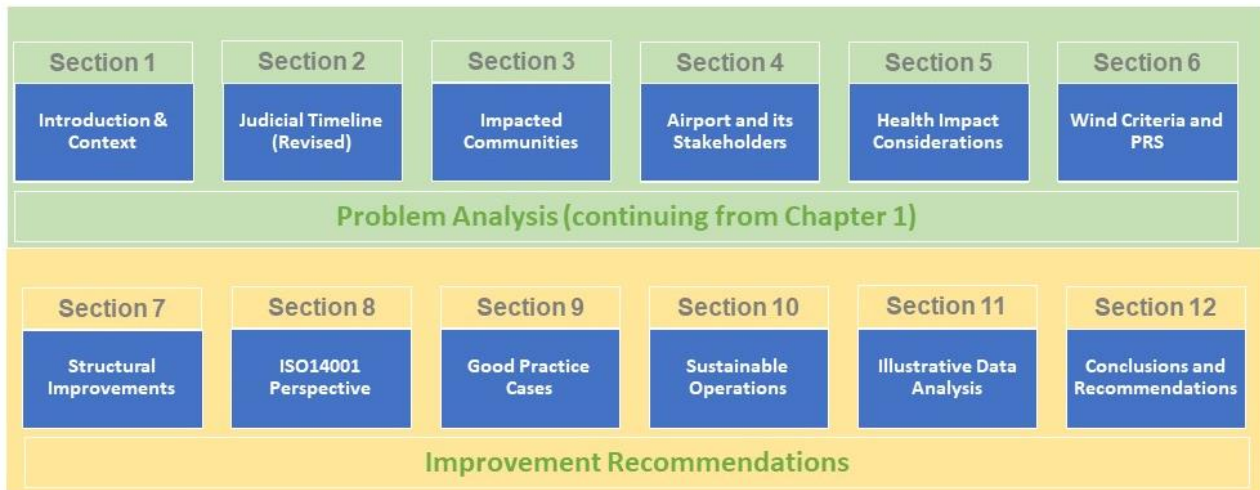 Section 1
Section 2
Section 3
Section 4
Section 5
Section 6
Introduction &
Context
Judicial Timeline
(Revised)
Impacted
Communities
Airport and its
Stakeholders
Health Impact
Considerations
Wind Criteria and
PRS
Problem Analysis (continuing from Chapter 1)
Section 7
Section 8
Section 9
Section 10
Section 11
Section 12
Structural
Improvements
ISO14001
Perspective
Good Practice
Cases
Sustainable
Operations
Illustrative Data
Analysis
Conclusions and
Recommendations
Improvement Recommendations